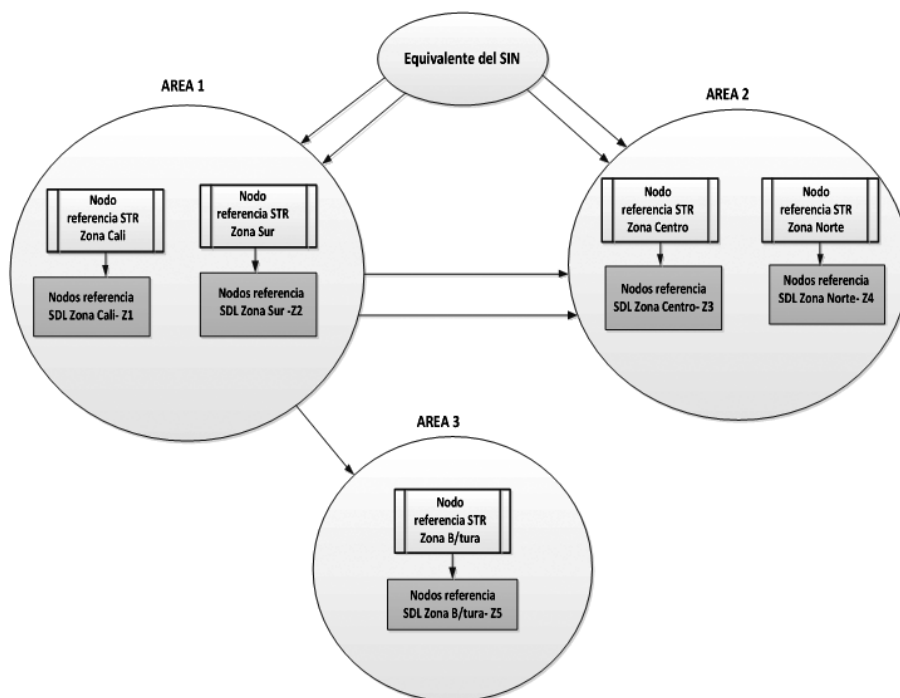 Equivalente del SIN
AREA 1
AREA 2
Nodo
referencia STR
Zona Cali
Nodo
referencia STR
Zona Sur
Nodos referencia
SDL Zona Cali- Z1
Nodos referencia
SDL Zona Sur -Z2
Nodo
referencia STR
Zona Centro
Nodo
referencia STR
Zona Norte
Nodos referencia
SDL Zona Centro- Z3
Nodos referencia
SDL Zona Norte- Z4
AREA 3
Nodo
referencia STR
Zona B/tura
Nodos referencia
SDL Zona B/tura- Z5